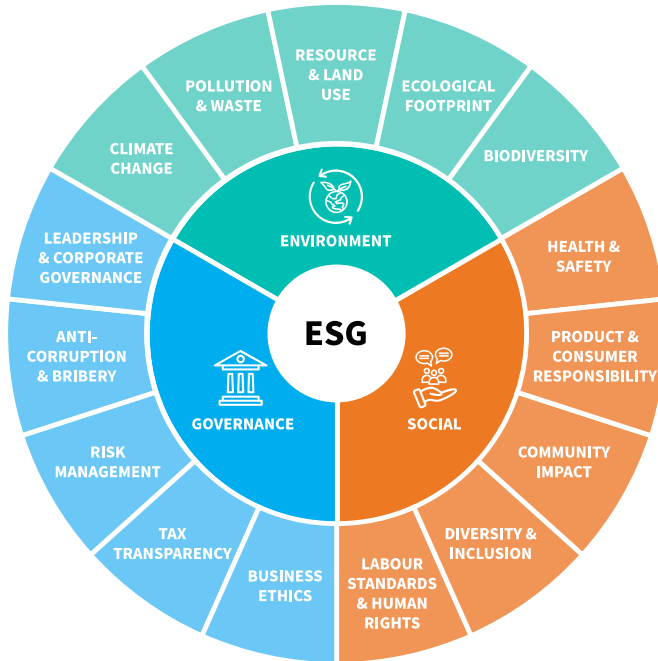 RESOURCE
& LAND
USE
POLLUTION
& WASTE
ECOLOGICAL
FOOTPRINT
CLIMATE
CHANGE
BIODIVERSITY
ENVIRONMENT
LEADERSHIP
& CORPORATE
GOVERNANCE
HEALTH &
SAFETY
ESG
ANTI-
CORRUPTION
& BRIBERY
PRODUCT &
CONSUMER
RESPONSIBILITY
GOVERNANCE
SOCIAL
RISK
MANAGEMENT
COMMUNITY
IMPACT
TAX
TRANSPARENCY
DIVERSITY &
INCLUSION
BUSINESS
ETHICS
LABOUR
STANDARDS
& HUMAN
RIGHTS